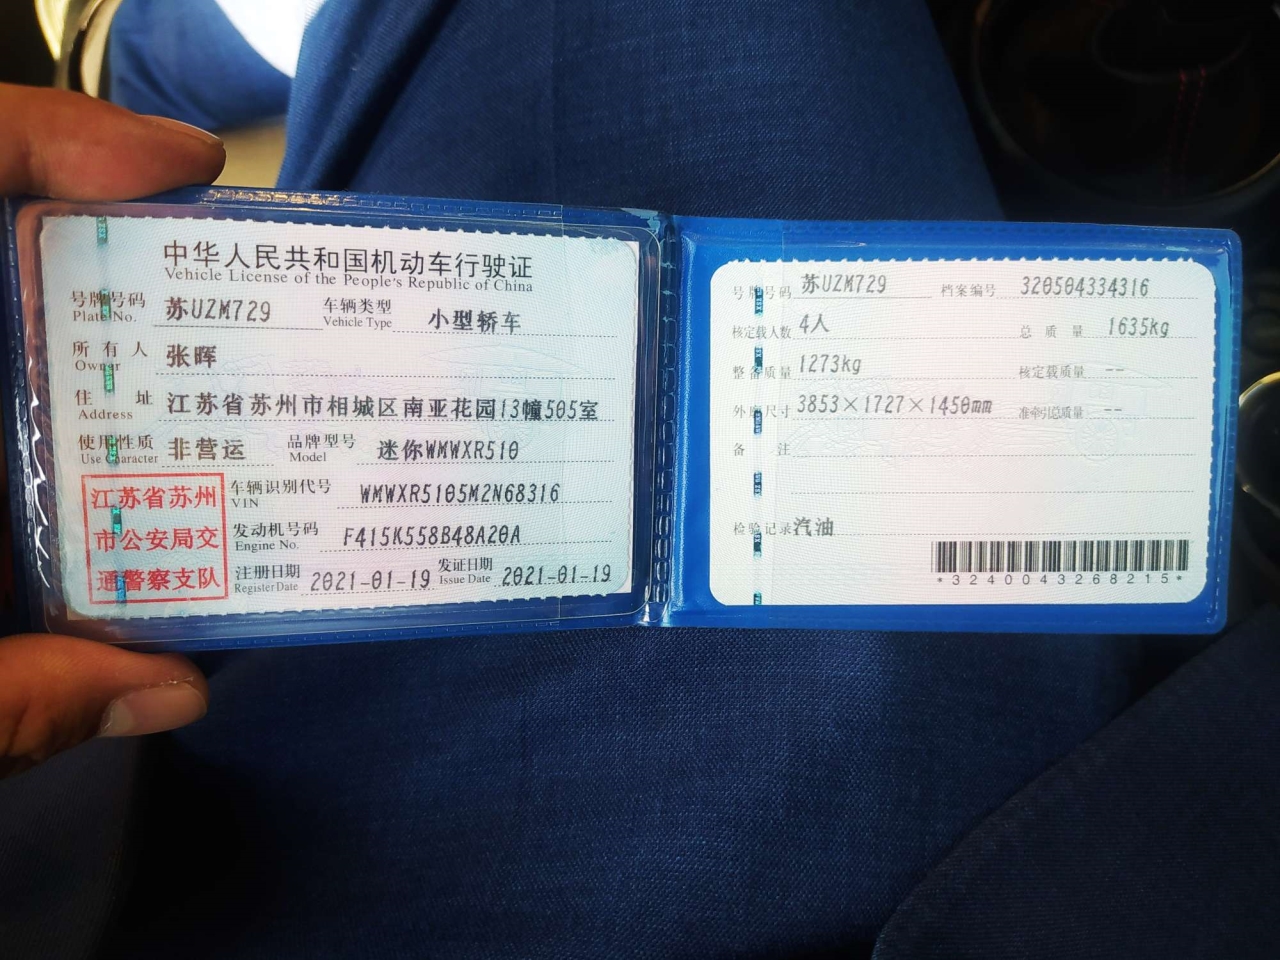 中华人民共和国机动车行驶证
Vehicle License of the People's Republic of China
号牌号码 Plate No. 苏UZM729 车辆类型 Vehicle Type 小型轿车
所有人 Owner 张晖
住址 Address 江苏省苏州市相城区南亚花园13幢505室
使用性质 Use Character 非营运 品牌型号 Model 迷你WMWXR510
江苏省苏州
市公安局交
通警察支队
车辆识别代号 VIN WMWXR5105M2N68316
发动机号码 Engine No. F415K558B48A20A
注册日期 Register Date 2021-01-19 发证日期 Issue Date 2021-01-19
号牌号码 苏UZM729 档案编号 320504334316
核定载人数 4人 总质量 1635kg
整备质量 1273kg 核定载质量 --
外廓尺寸 3853×1727×1450mm 准牵引总质量 --
备注
检验记录 汽油
*3240043268215*